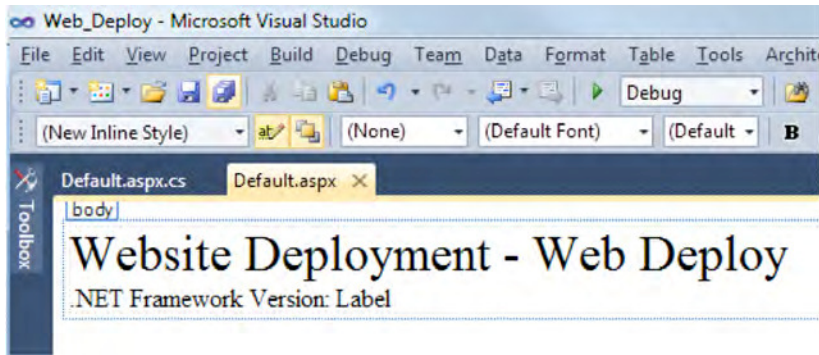 Web_Deploy - Microsoft Visual Studio
File Edit View Project Build Debug Team Data Format Table Tools Archite
Debug
(New Inline Style) ab (None) (Default Font) (Default B
Default.aspx.cs Default.aspx
Toolbox
body
Website Deployment - Web Deploy
.NET Framework Version: Label